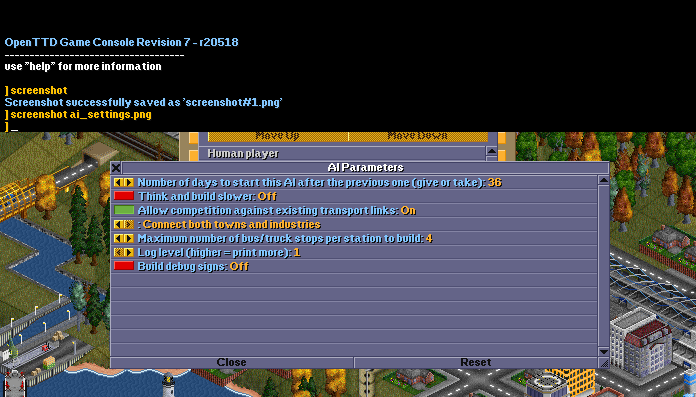 OpenTTD Game Console Revision 7 - r20518
------------------------------------
use "help" for more information
] screenshot
Screenshot successfully saved as 'screenshot#1.png'
] screenshot ai_settings.png
] _
Move Up Move Down
Human player
AI Parameters
Number of days to start this AI after the previous one (give or take): 36
Think and build slower: Off
Allow competition against existing transport links: On
: Connect both towns and industries
Maximum number of bus/truck stops per station to build: 4
Log level (higher = print more): 1
Build debug signs: Off
Close Reset